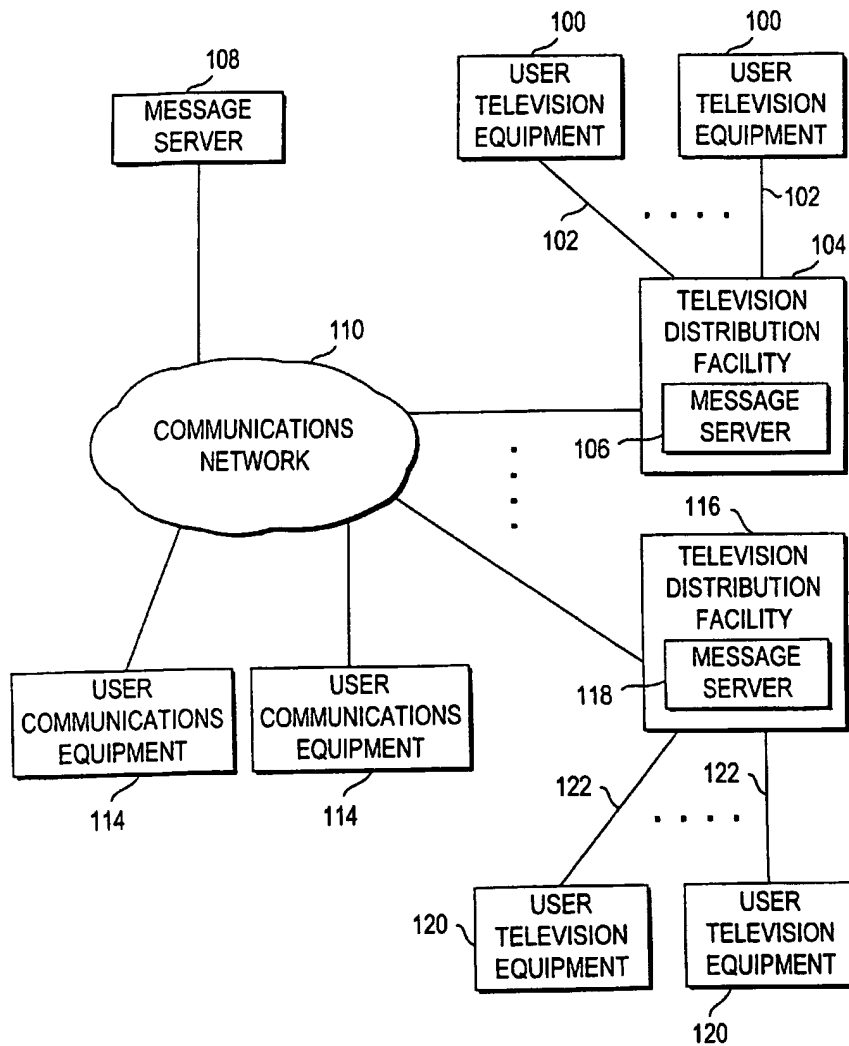 100
100
108
USER
TELEVISION
EQUIPMENT
USER
TELEVISION
EQUIPMENT
MESSAGE
SERVER
102
102
104
TELEVISION
DISTRIBUTION
FACILITY
MESSAGE
SERVER
106
110
COMMUNICATIONS
NETWORK
116
TELEVISION
DISTRIBUTION
FACILITY
MESSAGE
SERVER
118
USER
COMMUNICATIONS
EQUIPMENT
114
USER
COMMUNICATIONS
EQUIPMENT
114
122
122
120
USER
TELEVISION
EQUIPMENT
USER
TELEVISION
EQUIPMENT
120